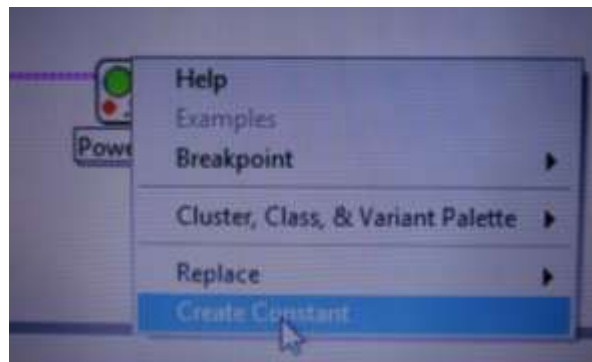 Help
Examples
Powe
Breakpoint
Cluster, Class, & Variant Palette
Replace
Create Constant